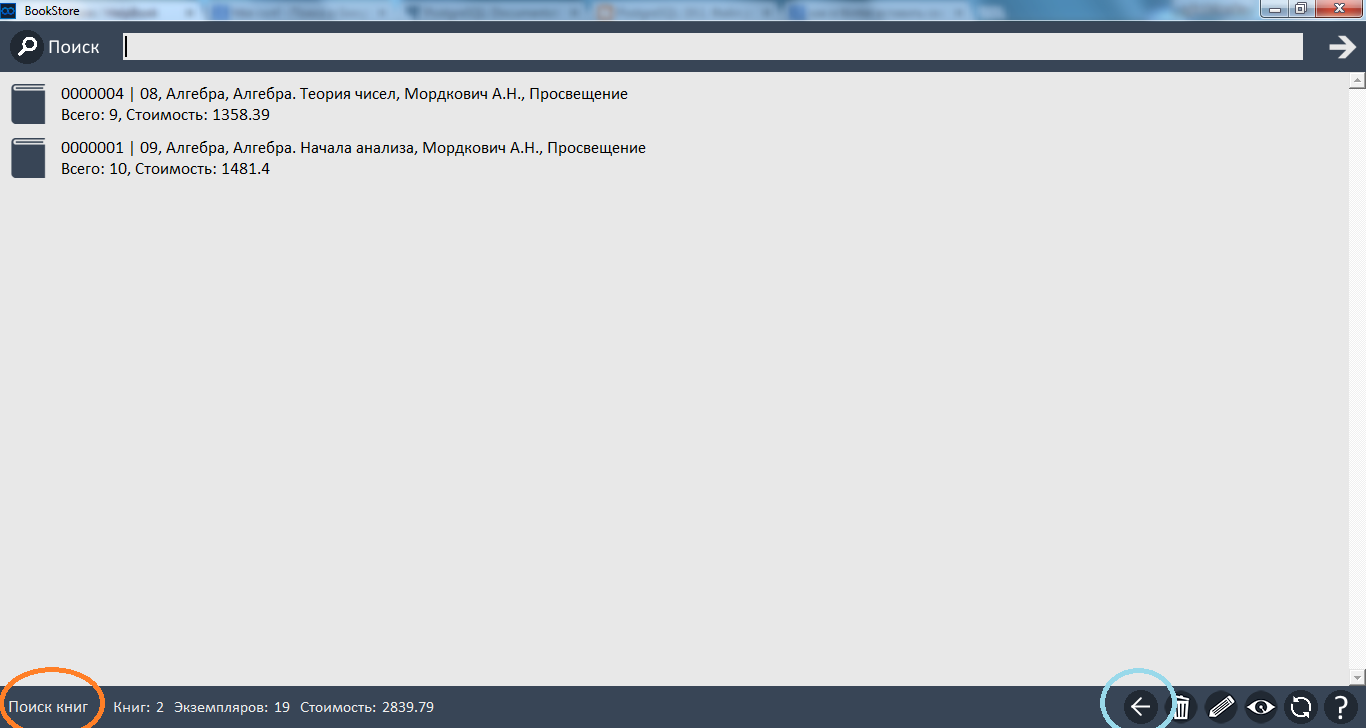 BookStore
Поиск
0000004 | 08, Алгебра, Алгебра. Теория чисел, Мордкович А.Н., Просвещение
Всего: 9, Стоимость: 1358.39
0000001 | 09, Алгебра, Алгебра. Начала анализа, Мордкович А.Н., Просвещение
Всего: 10, Стоимость: 1481.4
Поиск книг Книг: 2 Экземпляров: 19 Стоимость: 2839.79 ?